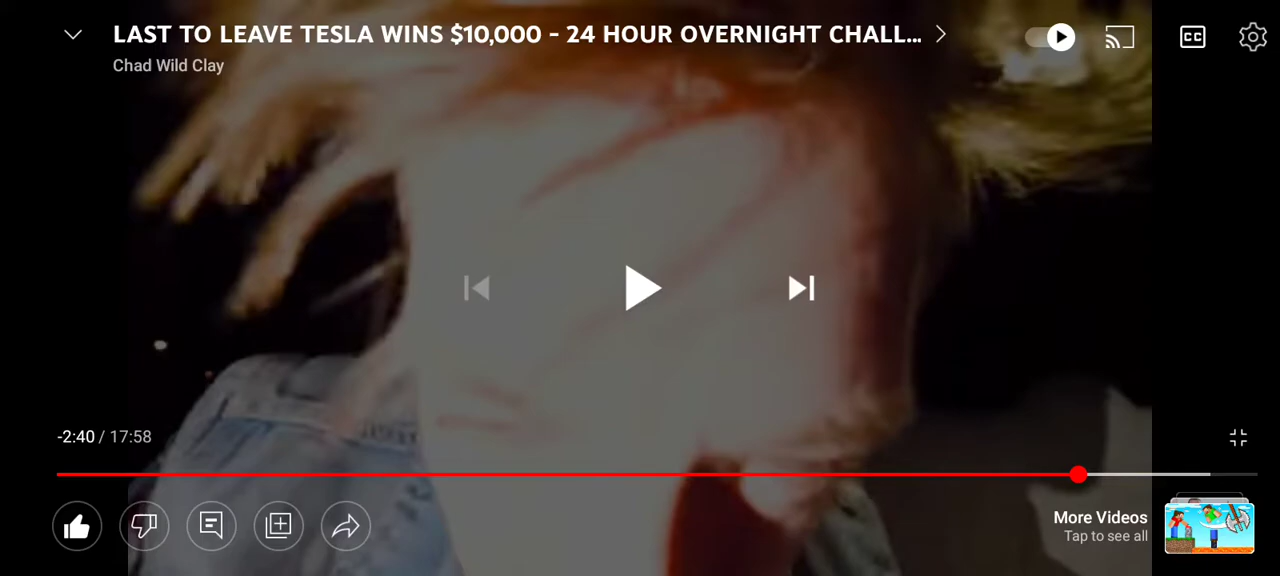 LAST TO LEAVE TESLA WINS $10,000 - 24 HOUR OVERNIGHT CHALL...
Chad Wild Clay
CC
-2:40 / 17:58
More Videos
Tap to see all